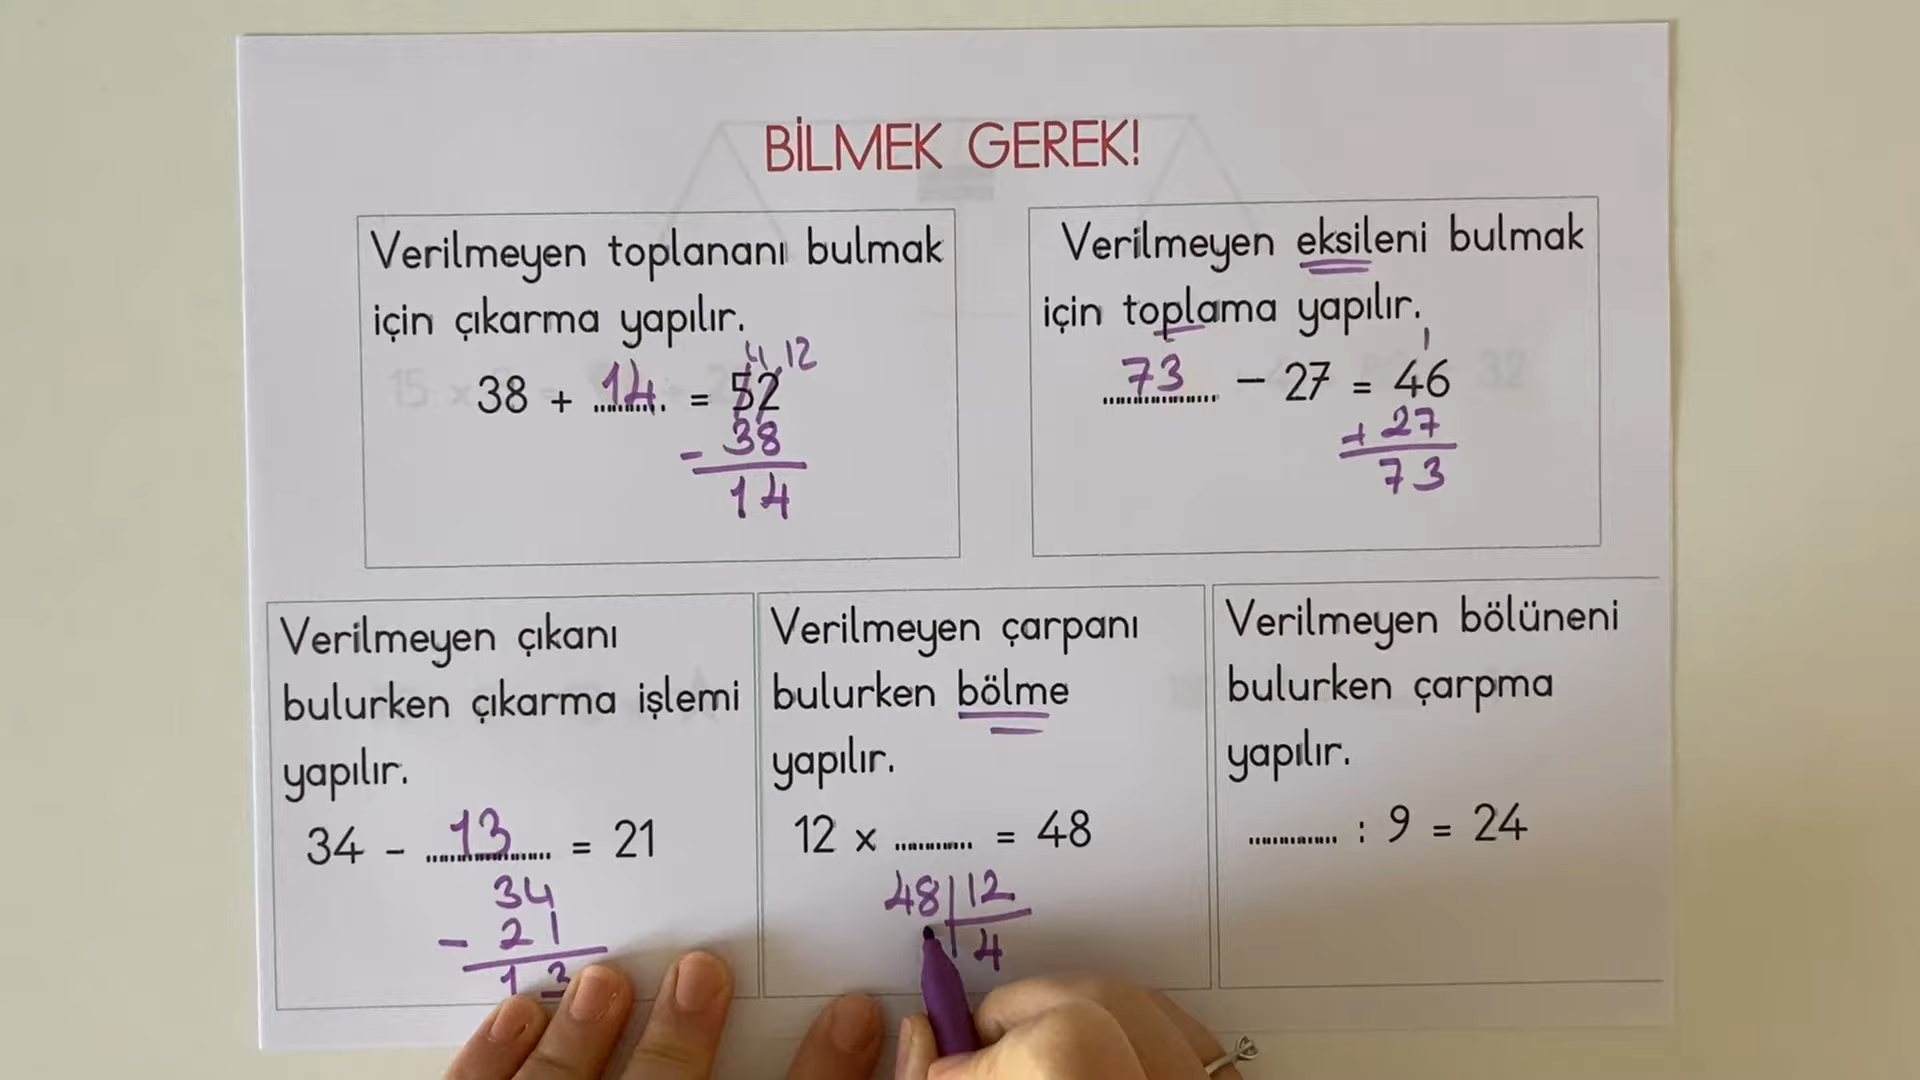 BİLMEK GEREK!
Verilmeyen toplananı bulmak
için çıkarma yapılır.
4 12
38 + 14 = 52
- 38
14
Verilmeyen eksileni bulmak
için toplama yapılır.
1
73 - 27 = 46
+ 27
73
Verilmeyen çıkanı
bulurken çıkarma işlemi
yapılır.
34 - 13 = 21
34
- 21
13
Verilmeyen çarpanı
bulurken bölme
yapılır.
12 x ............ = 48
48 | 12
4
Verilmeyen bölüneni
bulurken çarpma
yapılır.
............ : 9 = 24